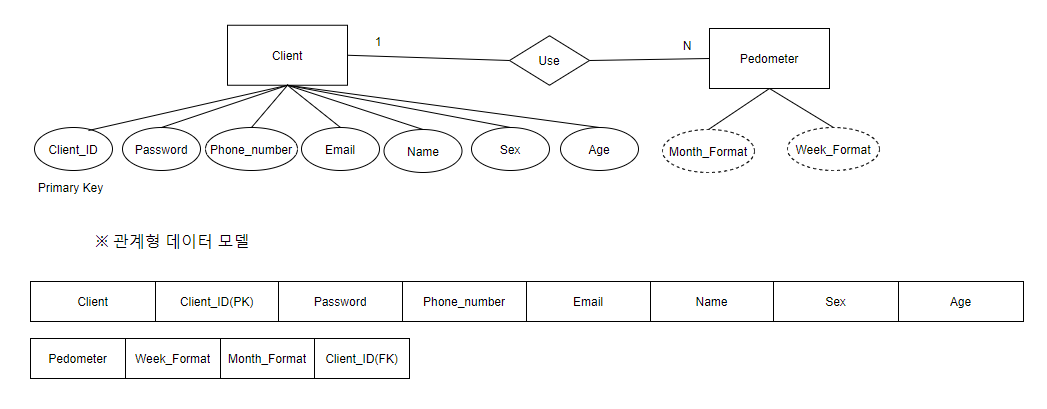 Client
1
Use
N
Pedometer
Client_ID
Password
Phone_number
Email
Name
Sex
Age
Month_Format
Week_Format
Primary Key
※ 관계형 데이터 모델
Client Client_ID(PK) Password Phone_number Email Name Sex Age
Pedometer Week_Format Month_Format Client_ID(FK)